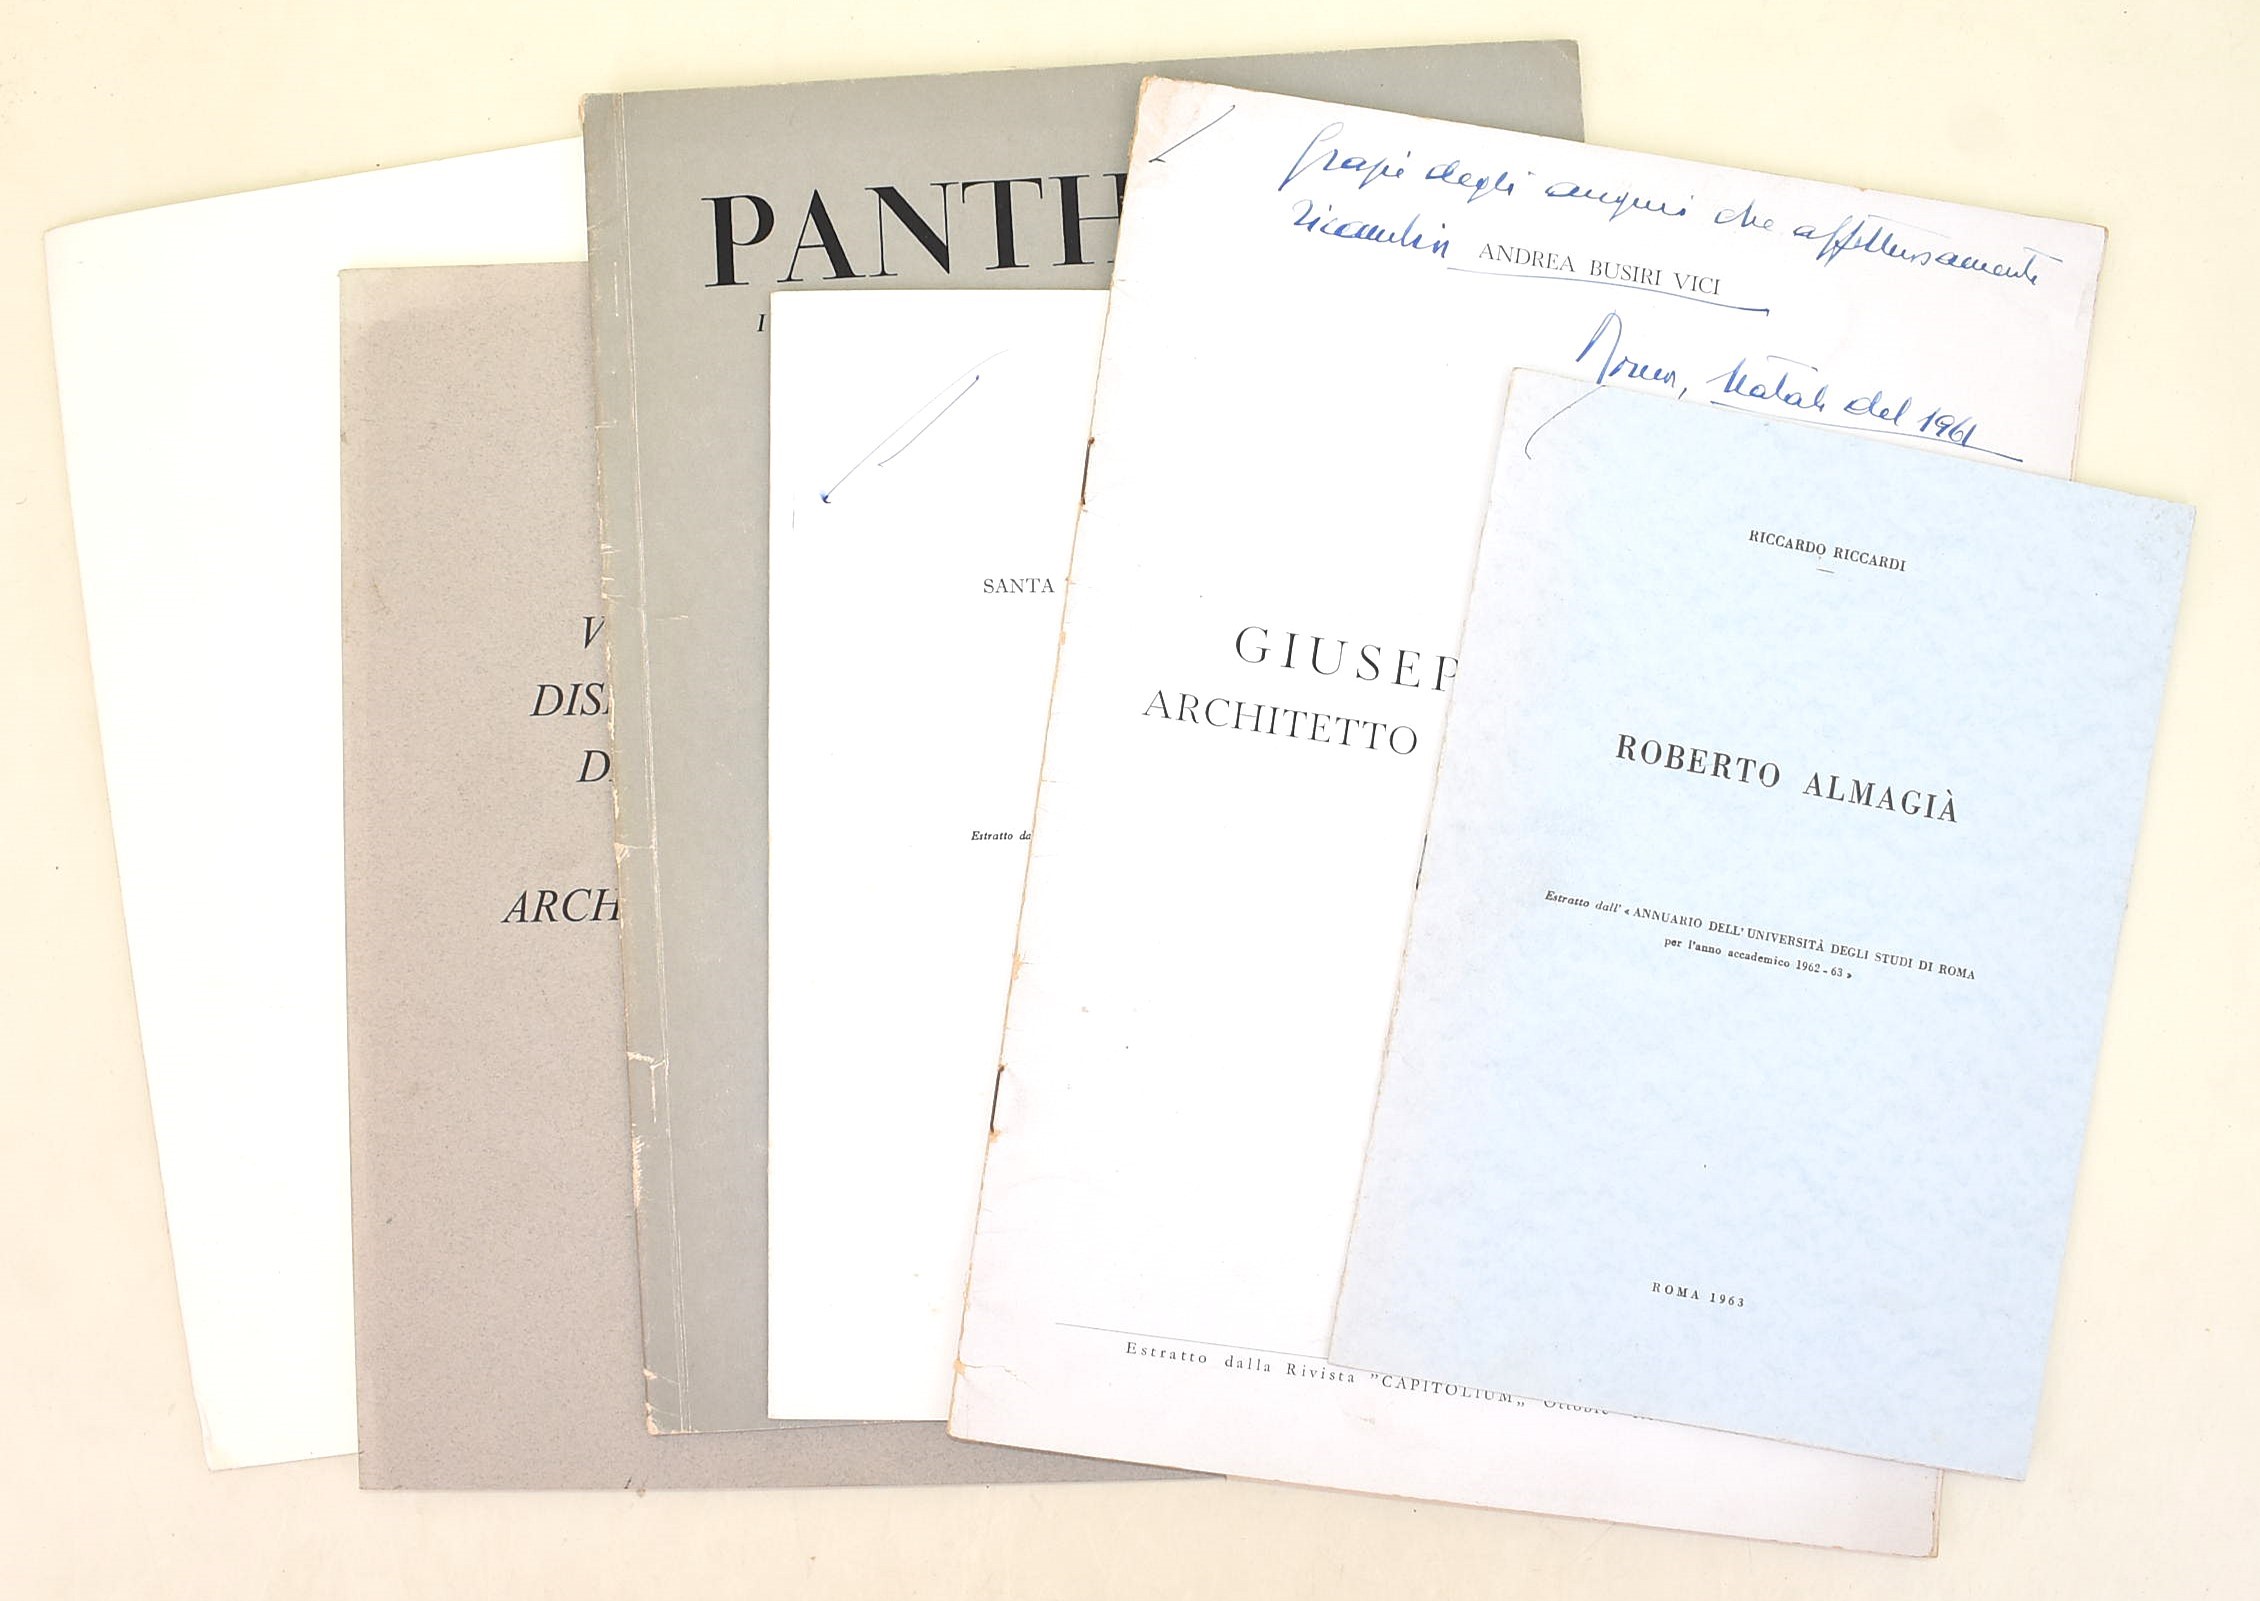 V
DIS
D
ARCH
PANTH
I
SANTA
Estratto da
Grazie degli auguri che affettuosamente
ricambio
ANDREA BUSIRI VICI
Roma, Natale del 1961
GIUSEP
ARCHITETTO
Estratto dalla Rivista "CAPITOLIUM„ Ottobre
RICCARDO RICCARDI
ROBERTO ALMAGIÀ
Estratto dall' « ANNUARIO DELL'UNIVERSITÀ DEGLI STUDI DI ROMA
per l'anno accademico 1962-63 »
ROMA 1963